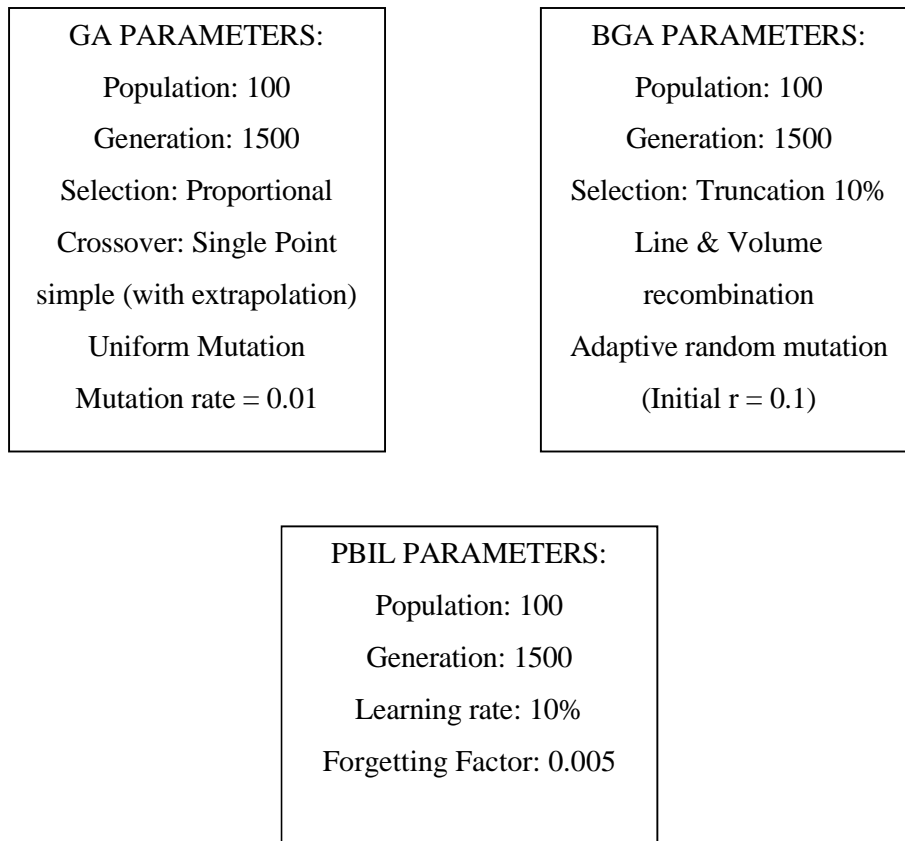 GA PARAMETERS:
Population: 100
Generation: 1500
Selection: Proportional
Crossover: Single Point
simple (with extrapolation)
Uniform Mutation
Mutation rate = 0.01
BGA PARAMETERS:
Population: 100
Generation: 1500
Selection: Truncation 10%
Line & Volume
recombination
Adaptive random mutation
(Initial r = 0.1)
PBIL PARAMETERS:
Population: 100
Generation: 1500
Learning rate: 10%
Forgetting Factor: 0.005